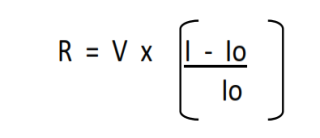 R = V x (I - Io
Io)